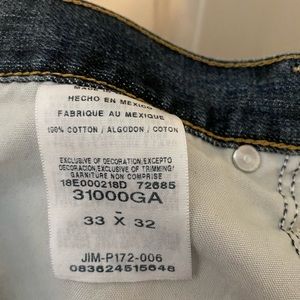 HECHO EN MEXICO
FABRIQUE AU MEXIQUE
100% COTTON / ALGODON / COTON
EXCLUSIVE OF DECORATION,EXCEPTO
DECORACION,EXCLUSIVE OF TRIMMING/
GARNITURE NON COMPRISE
18E000218D 72685
31000GA
-
33 X 32
JIM-P172-006
083624515648